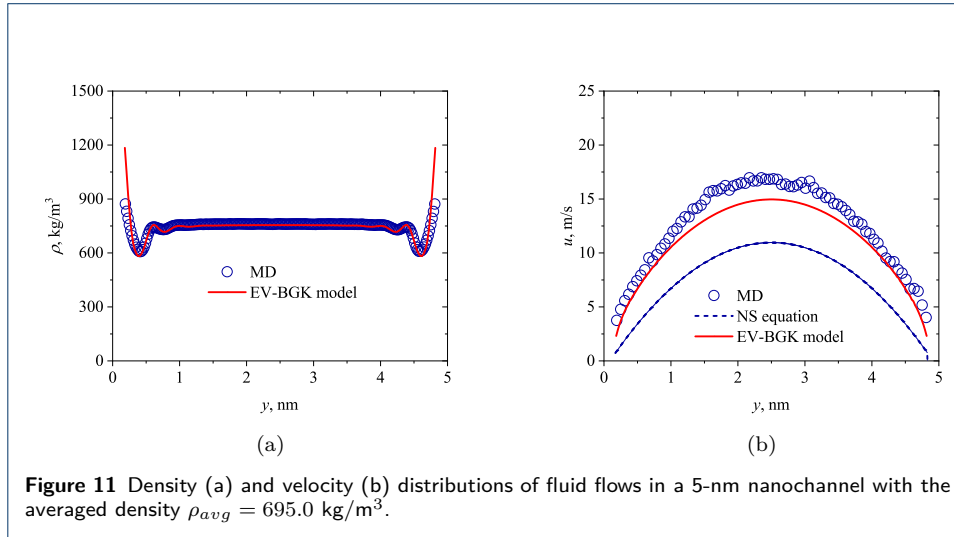 1500
1200
900
600
300
0
ρ, kg/m³
MD
EV-BGK model
0 1 2 3 4 5
y, nm
(a)
25
20
15
10
5
0
u, m/s
MD
NS equation
EV-BGK model
0 1 2 3 4 5
y, nm
(b)
Figure 11 Density (a) and velocity (b) distributions of fluid flows in a 5-nm nanochannel with the
averaged density ρavg = 695.0 kg/m³.